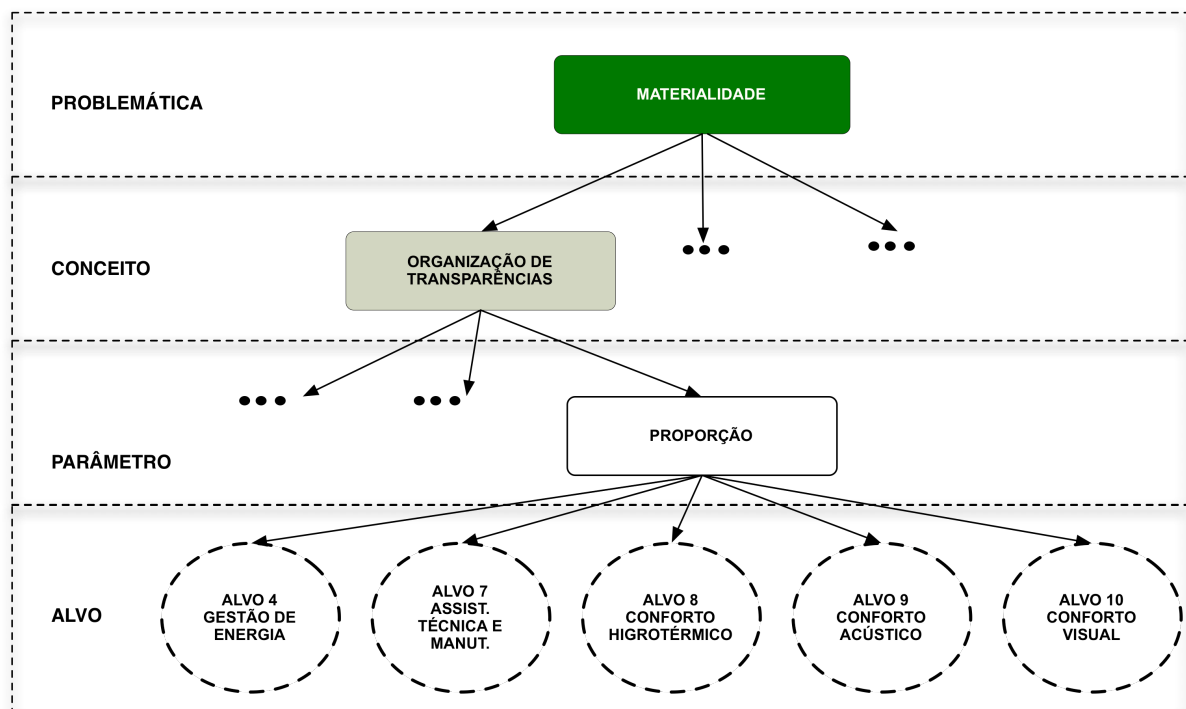 PROBLEMÁTICA
MATERIALIDADE
CONCEITO
ORGANIZAÇÃO DE
TRANSPARÊNCIAS
PARÂMETRO
PROPORÇÃO
ALVO
ALVO 4
GESTÃO DE
ENERGIA
ALVO 7
ASSIST.
TÉCNICA E
MANUT.
ALVO 8
CONFORTO
HIGROTÉRMICO
ALVO 9
CONFORTO
ACÚSTICO
ALVO 10
CONFORTO
VISUAL